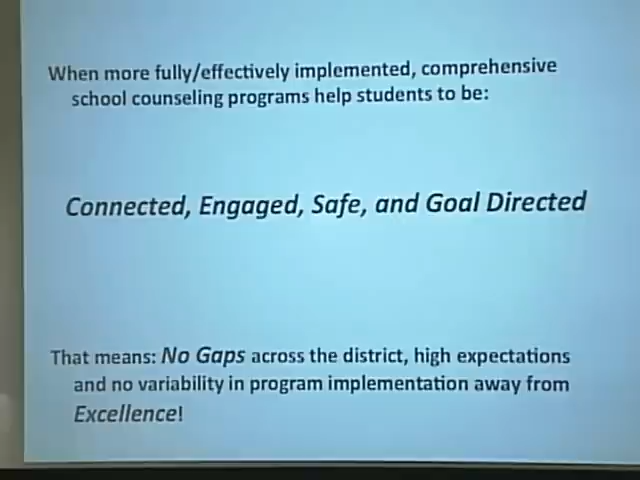 When more fully/effectively implemented, comprehensive
school counseling programs help students to be:
Connected, Engaged, Safe, and Goal Directed
That means: No Gaps across the district, high expectations
and no variability in program implementation away from
Excellence!